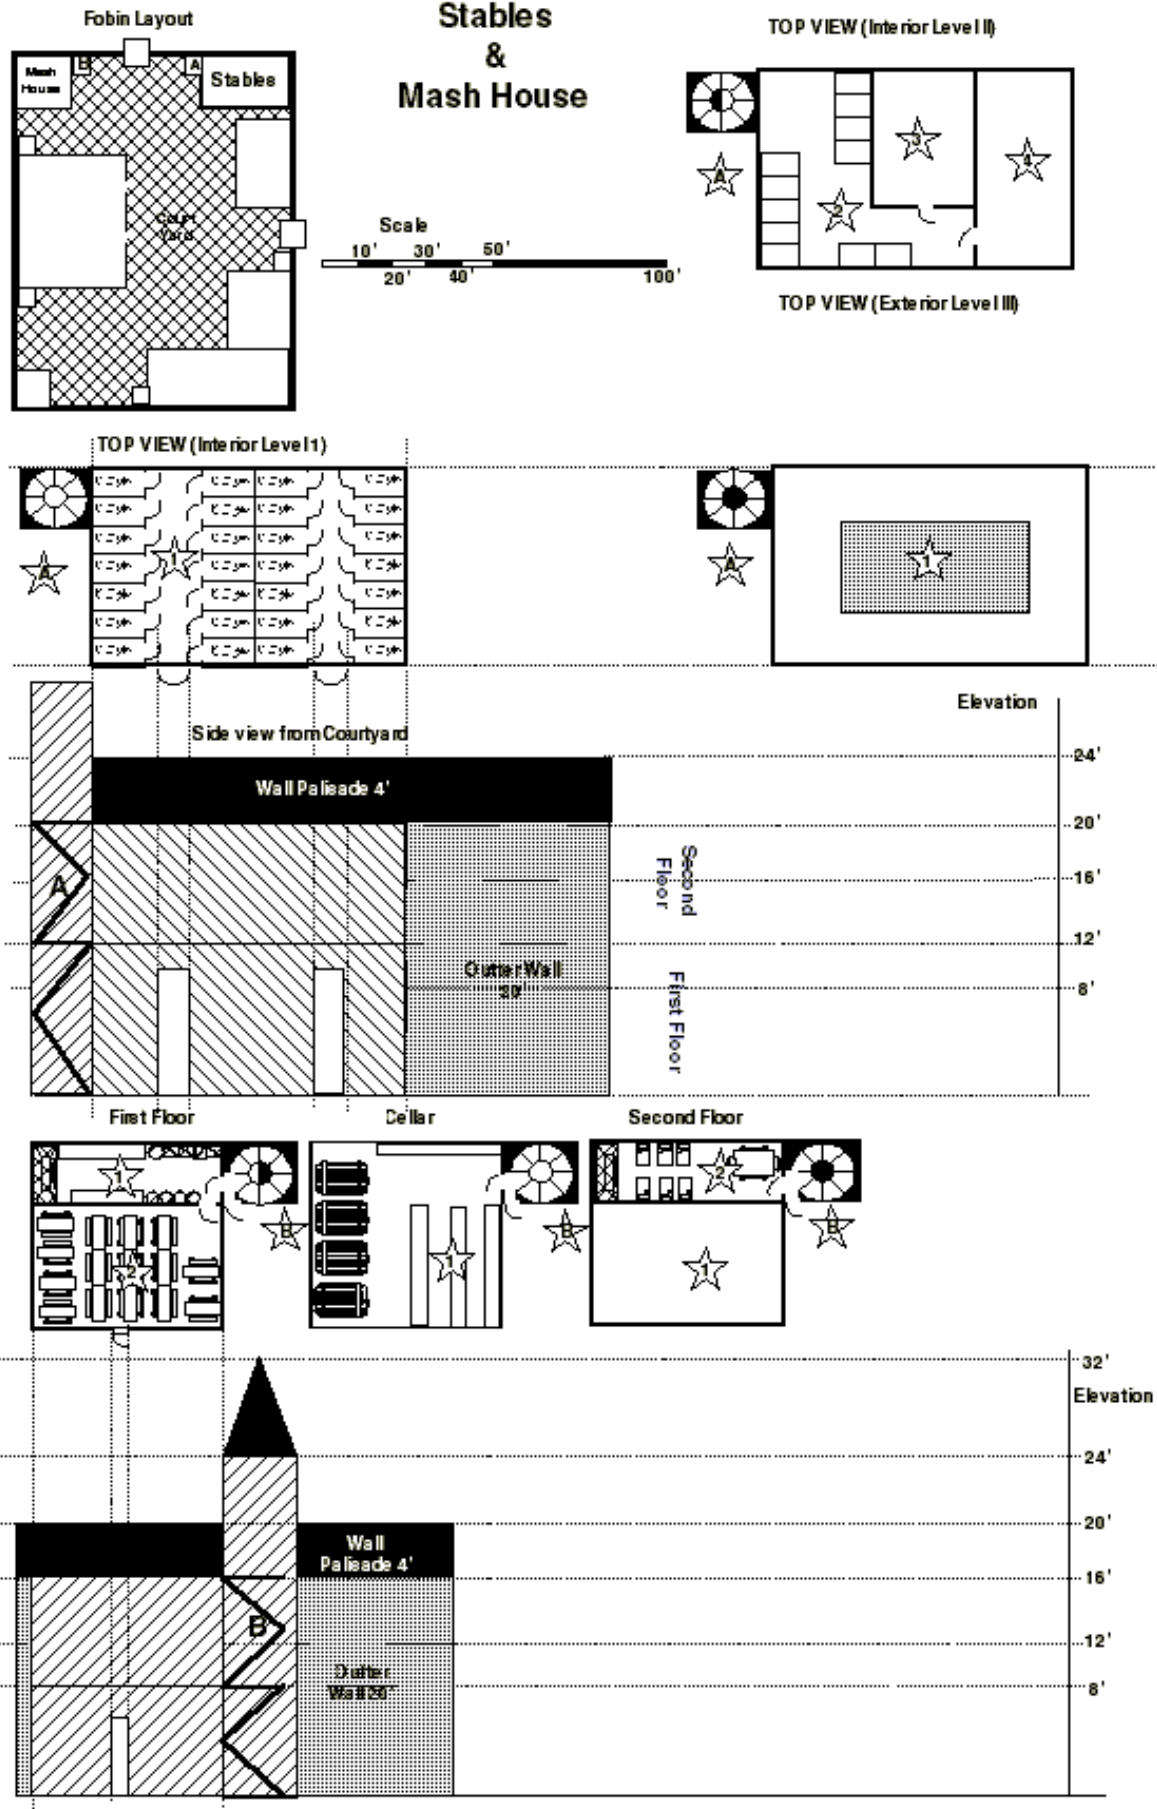 Fobin Layout
Stables
&
Mash House
TOP VIEW (Interior Level II)
Mash
House
B
A
Stables
Court
Yard
Scale
10' 30' 50'
20' 40' 100'
A
2
3
4
TOP VIEW (Exterior Level III)
TOP VIEW (Interior Level 1)
A
1
A
1
Elevation
Side view from Courtyard
24'
Wall Palisade 4'
20'
Second
Floor
A
16'
12'
Outter Wall
20'
First Floor
8'
First Floor
Cellar
Second Floor
1
2
B
1
B
2
1
B
32'
Elevation
24'
20'
Wall
Palisade 4'
16'
B
12'
Outter
Wall 20'
8'